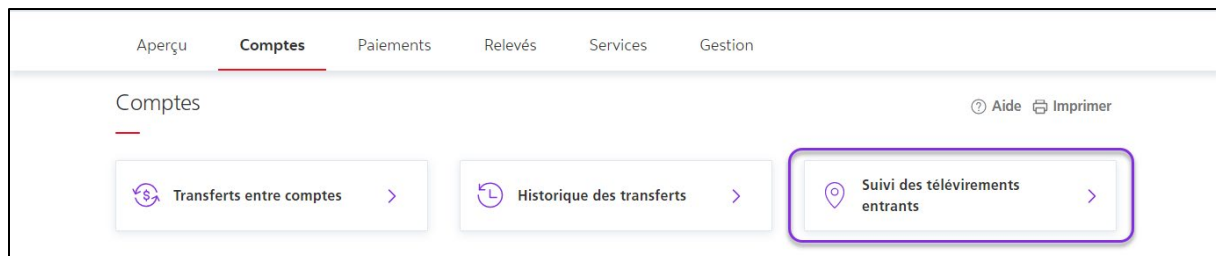 Aperçu Comptes Paiements Relevés Services Gestion
Comptes
Aide Imprimer
Transferts entre comptes
Historique des transferts
Suivi des télévirements
entrants